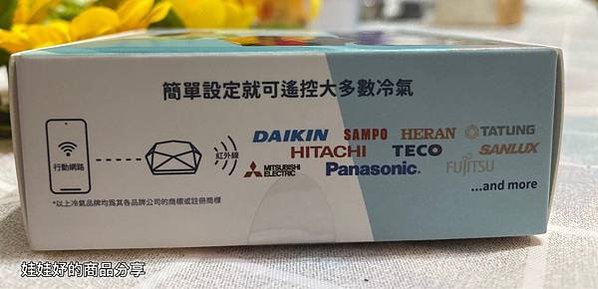 簡單設定就可遙控大多數冷氣
行動網路
紅外線
DAIKIN SAMPO HERAN TATUNG
HITACHI TECO SANLUX
MITSUBISHI ELECTRIC Panasonic FUJITSU
...and more
*以上冷氣品牌均爲其各品牌公司的商標或註冊商標
娃娃好的商品分享